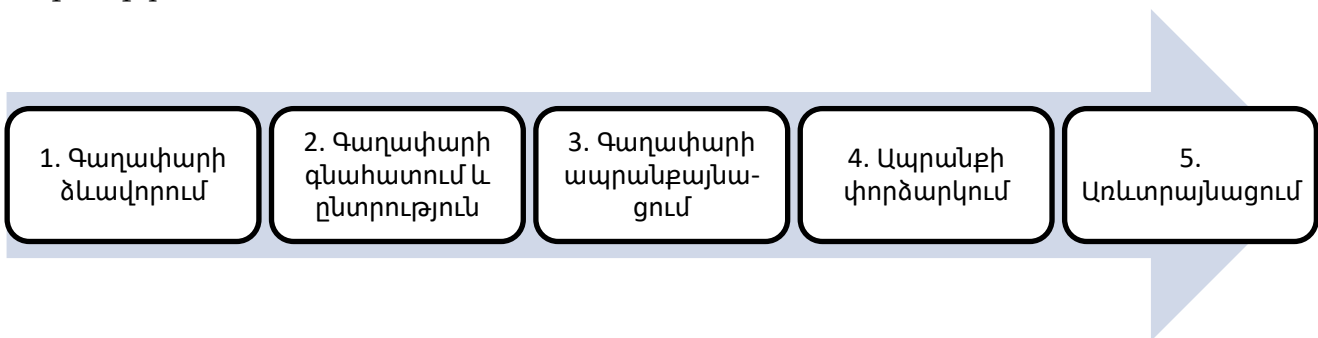 1. Գաղափարի
ձևավորում
2. Գաղափարի
գնահատում և
ընտրություն
3. Գաղափարի
ապրանքայնա-
ցում
4. Ապրանքի
փորձարկում
5.
Առևտրայնացում